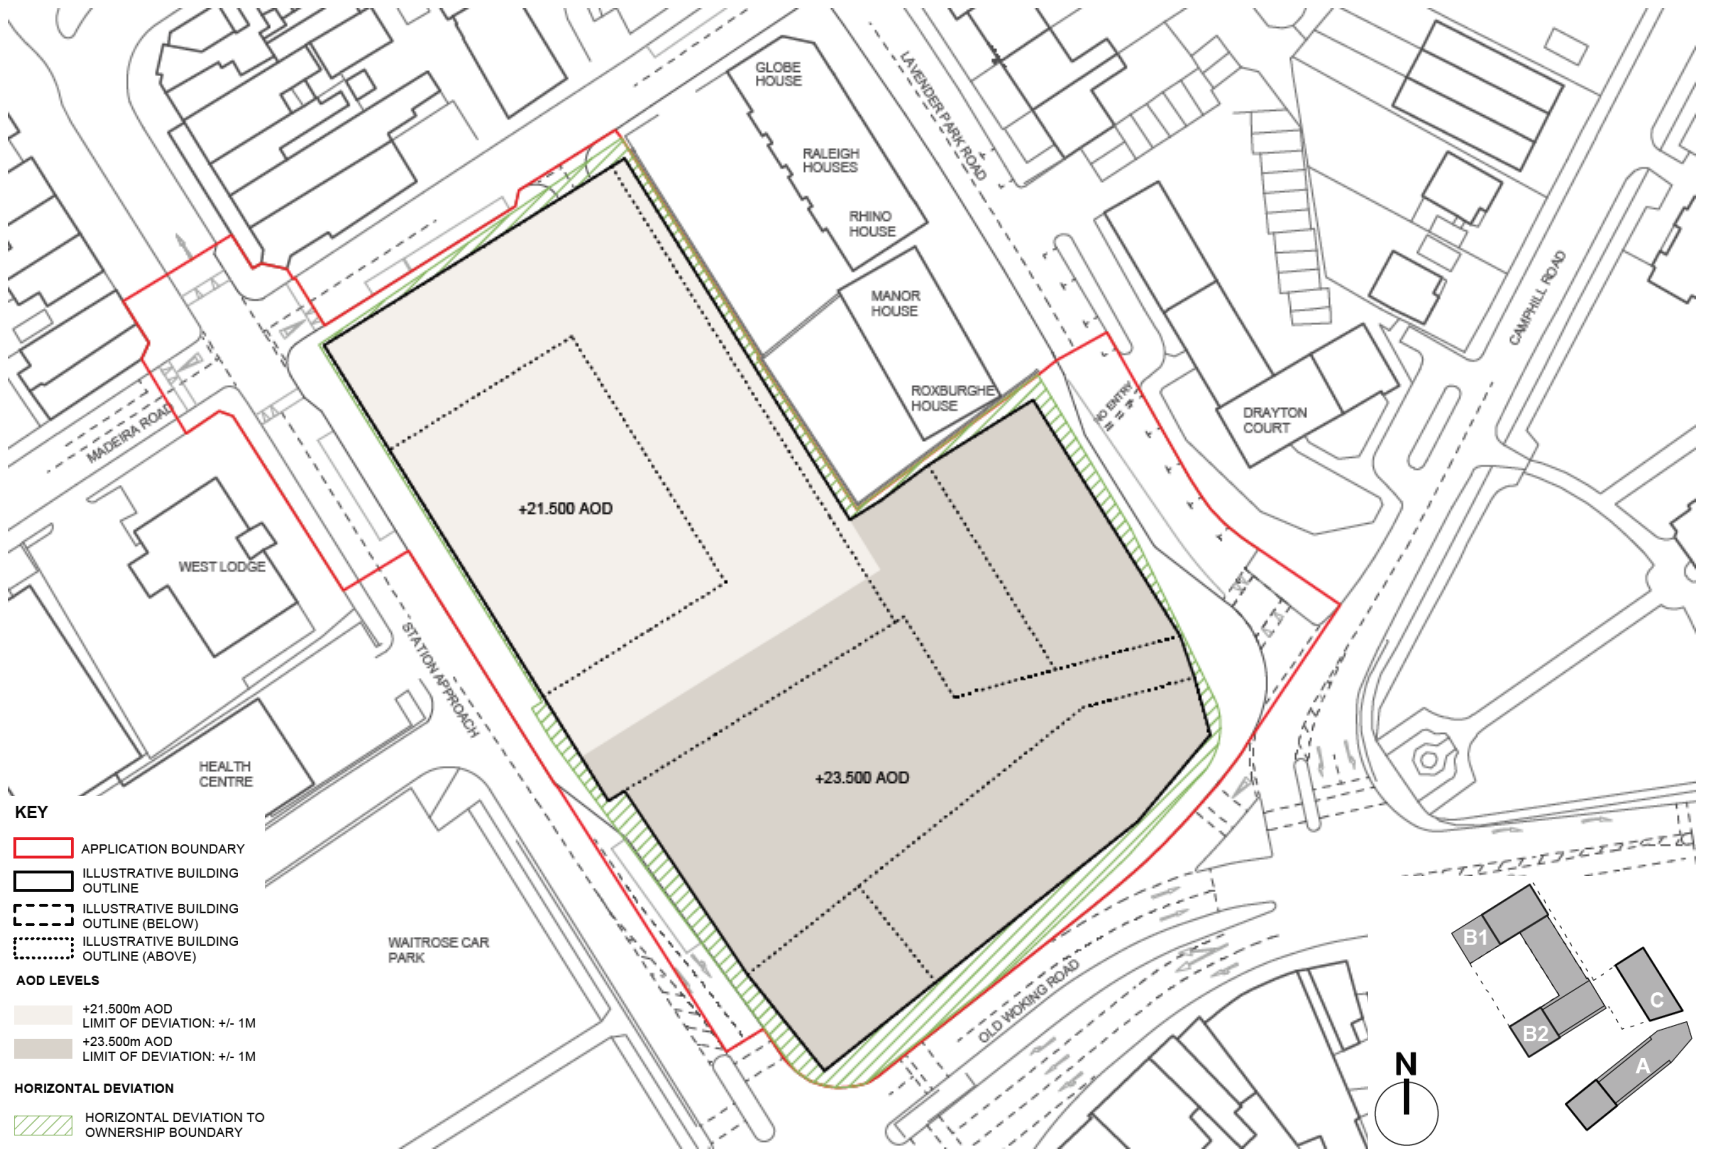 GLOBE
HOUSE
RALEIGH
HOUSES
RHINO
HOUSE
MANOR
HOUSE
ROXBURGHE
HOUSE
LAVENDER PARK ROAD
NO ENTRY
DRAYTON
COURT
CAMPHILL ROAD
MADEIRA ROAD
WEST LODGE
STATION APPROACH
HEALTH
CENTRE
WAITROSE CAR
PARK
OLD WOKING ROAD
+21.500 AOD
+23.500 AOD
KEY
APPLICATION BOUNDARY
ILLUSTRATIVE BUILDING
OUTLINE
ILLUSTRATIVE BUILDING
OUTLINE (BELOW)
ILLUSTRATIVE BUILDING
OUTLINE (ABOVE)
AOD LEVELS
+21.500m AOD
LIMIT OF DEVIATION: +/- 1M
+23.500m AOD
LIMIT OF DEVIATION: +/- 1M
HORIZONTAL DEVIATION
HORIZONTAL DEVIATION TO
OWNERSHIP BOUNDARY
N
B1
B2
C
A